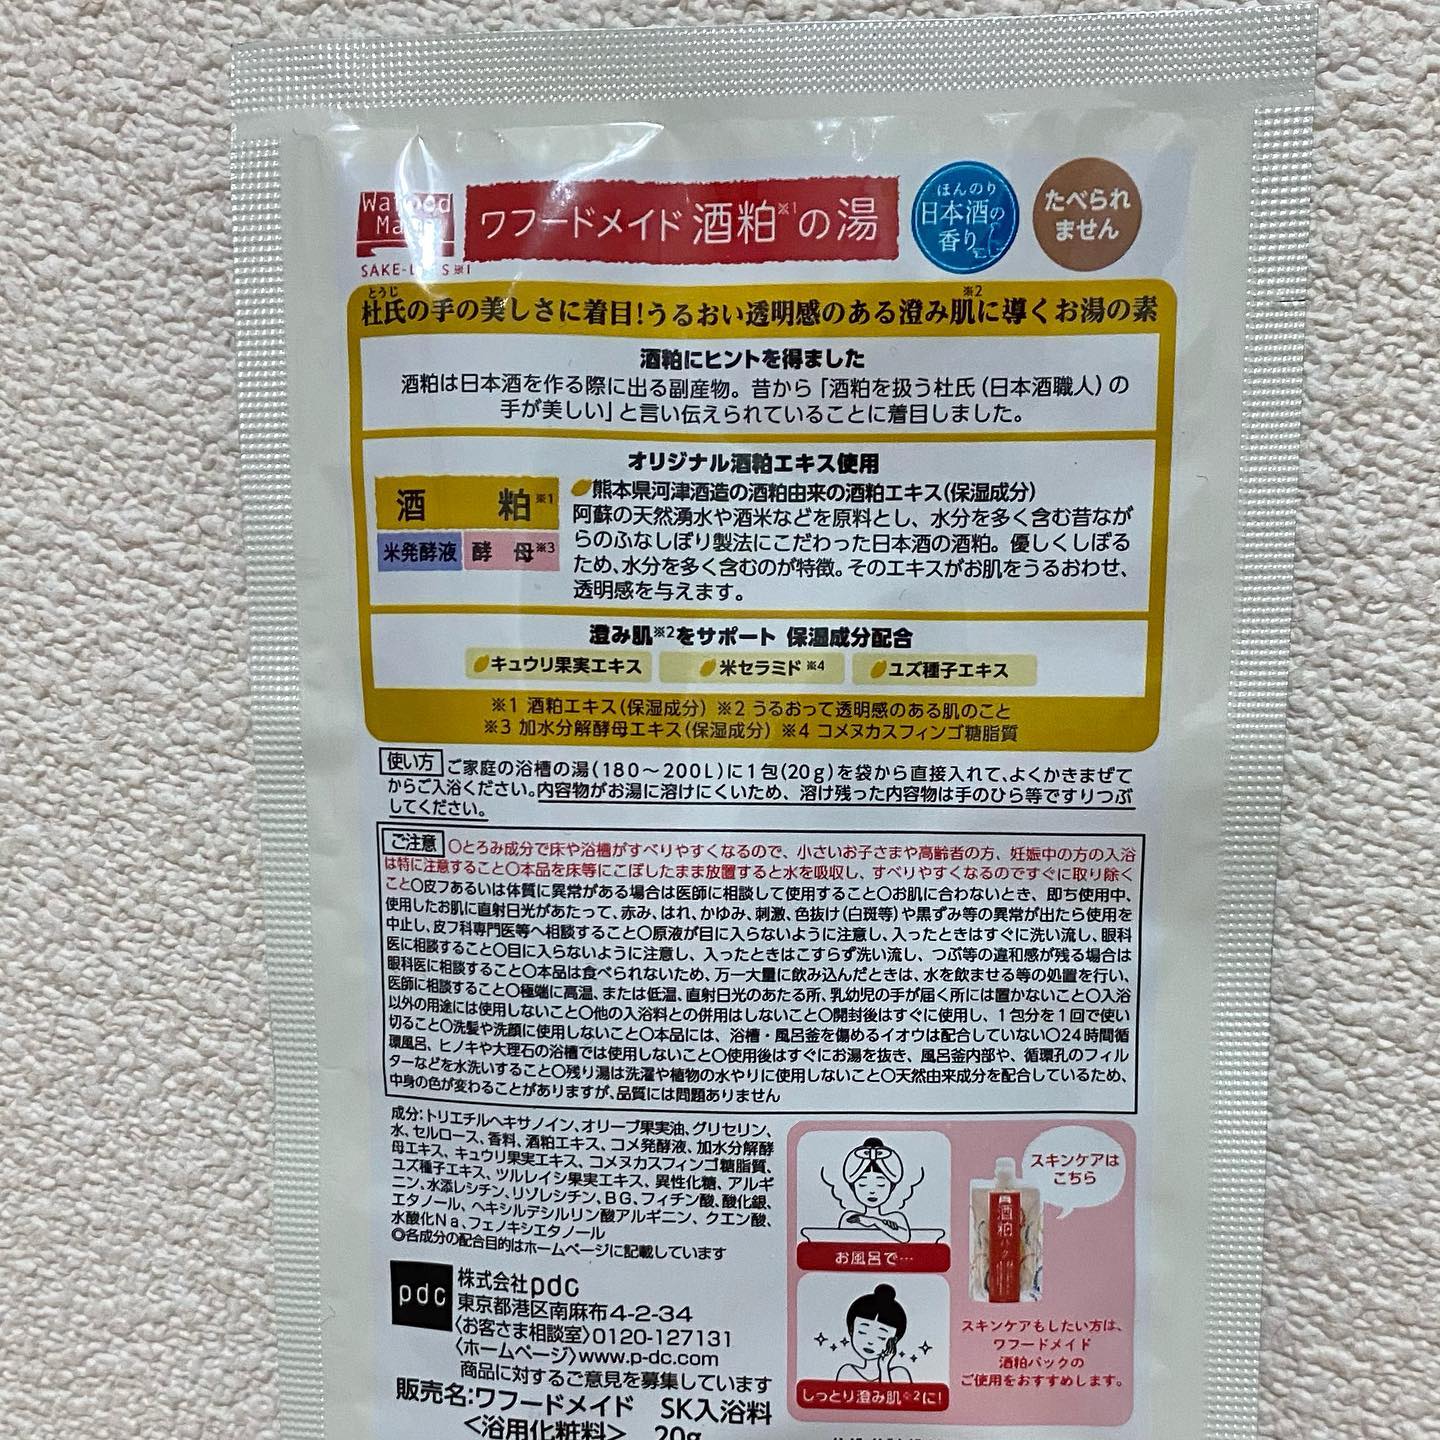 Wafood
Made
SAKE-LEES※1
ワフードメイド 酒粕※1の湯
ほんのり
日本酒の
香り
たべられ
ません
とうじ
杜氏の手の美しさに着目!うるおい透明感のある澄み肌※2に導くお湯の素
酒粕にヒントを得ました
酒粕は日本酒を作る際に出る副産物。昔から「酒粕を扱う杜氏(日本酒職人)の
手が美しい」と言い伝えられていることに着目しました。
オリジナル酒粕エキス使用
酒 粕※1
米発酵液 酵 母※3
熊本県河津酒造の酒粕由来の酒粕エキス(保湿成分)
阿蘇の天然湧水や酒米などを原料とし、水分を多く含む昔なが
らのふなしぼり製法にこだわった日本酒の酒粕。優しくしぼる
ため、水分を多く含むのが特徴。そのエキスがお肌をうるおわせ、
透明感を与えます。
澄み肌※2をサポート 保湿成分配合
キュウリ果実エキス 米セラミド※4 ユズ種子エキス
※1 酒粕エキス(保湿成分) ※2 うるおって透明感のある肌のこと
※3 加水分解酵母エキス(保湿成分) ※4 コメヌカスフィンゴ糖脂質
使い方 ご家庭の浴槽の湯(180〜200L)に1包(20g)を袋から直接入れて、よくかきまぜて
からご入浴ください。内容物がお湯に溶けにくいため、溶け残った内容物は手のひら等ですりつぶ
してください。
ご注意 ○とろみ成分で床や浴槽がすべりやすくなるので、小さいお子さまや高齢者の方、妊娠中の方の入浴
は特に注意すること○本品を床等にこぼしたまま放置すると水を吸収し、すべりやすくなるのですぐに取り除く
こと○皮フあるいは体質に異常がある場合は医師に相談して使用すること○お肌に合わないとき、即ち使用中、
使用したお肌に直射日光があたって、赤み、はれ、かゆみ、刺激、色抜け(白斑等)や黒ずみ等の異常が出たら使用を
中止し、皮フ科専門医等へ相談すること○原液が目に入らないように注意し、入ったときはすぐに洗い流し、眼科
医に相談すること○目に入らないように注意し、入ったときはこすらず洗い流し、つぶ等の違和感が残る場合は
眼科医に相談すること○本品は食べられないため、万一大量に飲み込んだときは、水を飲ませる等の処置を行い、
医師に相談すること○極端に高温、または低温、直射日光のあたる所、乳幼児の手が届く所には置かないこと○入浴
以外の用途には使用しないこと○他の入浴料との併用はしないこと○開封後はすぐに使用し、1包分を1回で使い
切ること○洗髪や洗顔に使用しないこと○本品には、浴槽・風呂釜を傷めるイオウは配合していない○24時間循
環風呂、ヒノキや大理石の浴槽では使用しないこと○使用後はすぐにお湯を抜き、風呂釜内部や、循環孔のフィル
ターなどを水洗いすること○残り湯は洗濯や植物の水やりに使用しないこと○天然由来成分を配合しているため、
中身の色が変わることがありますが、品質には問題ありません
成分:トリエチルヘキサノイン、オリーブ果実油、グリセリン、
水、セルロース、香料、酒粕エキス、コメ発酵液、加水分解酵
母エキス、キュウリ果実エキス、コメヌカスフィンゴ糖脂質、
ユズ種子エキス、ツルレイシ果実エキス、異性化糖、アルギ
ニン、水添レシチン、リゾレシチン、BG、フィチン酸、酸化銀、
エタノール、ヘキシルデシルリン酸アルギニン、クエン酸、
水酸化Na、フェノキシエタノール
◎各成分の配合目的はホームページに記載しています
pdc
株式会社pdc
東京都港区南麻布4-2-34
〈お客さま相談室〉0120-127131
〈ホームページ〉www.p-dc.com
商品に対するご意見を募集しています
販売名:ワフードメイド SK入浴料
<浴用化粧料> 20g
お風呂で…
しっとり澄み肌※2に!
スキンケアは
こちら
酒粕
パック
スキンケアもしたい方は、
ワフードメイド
酒粕パックの
ご使用をおすすめします。